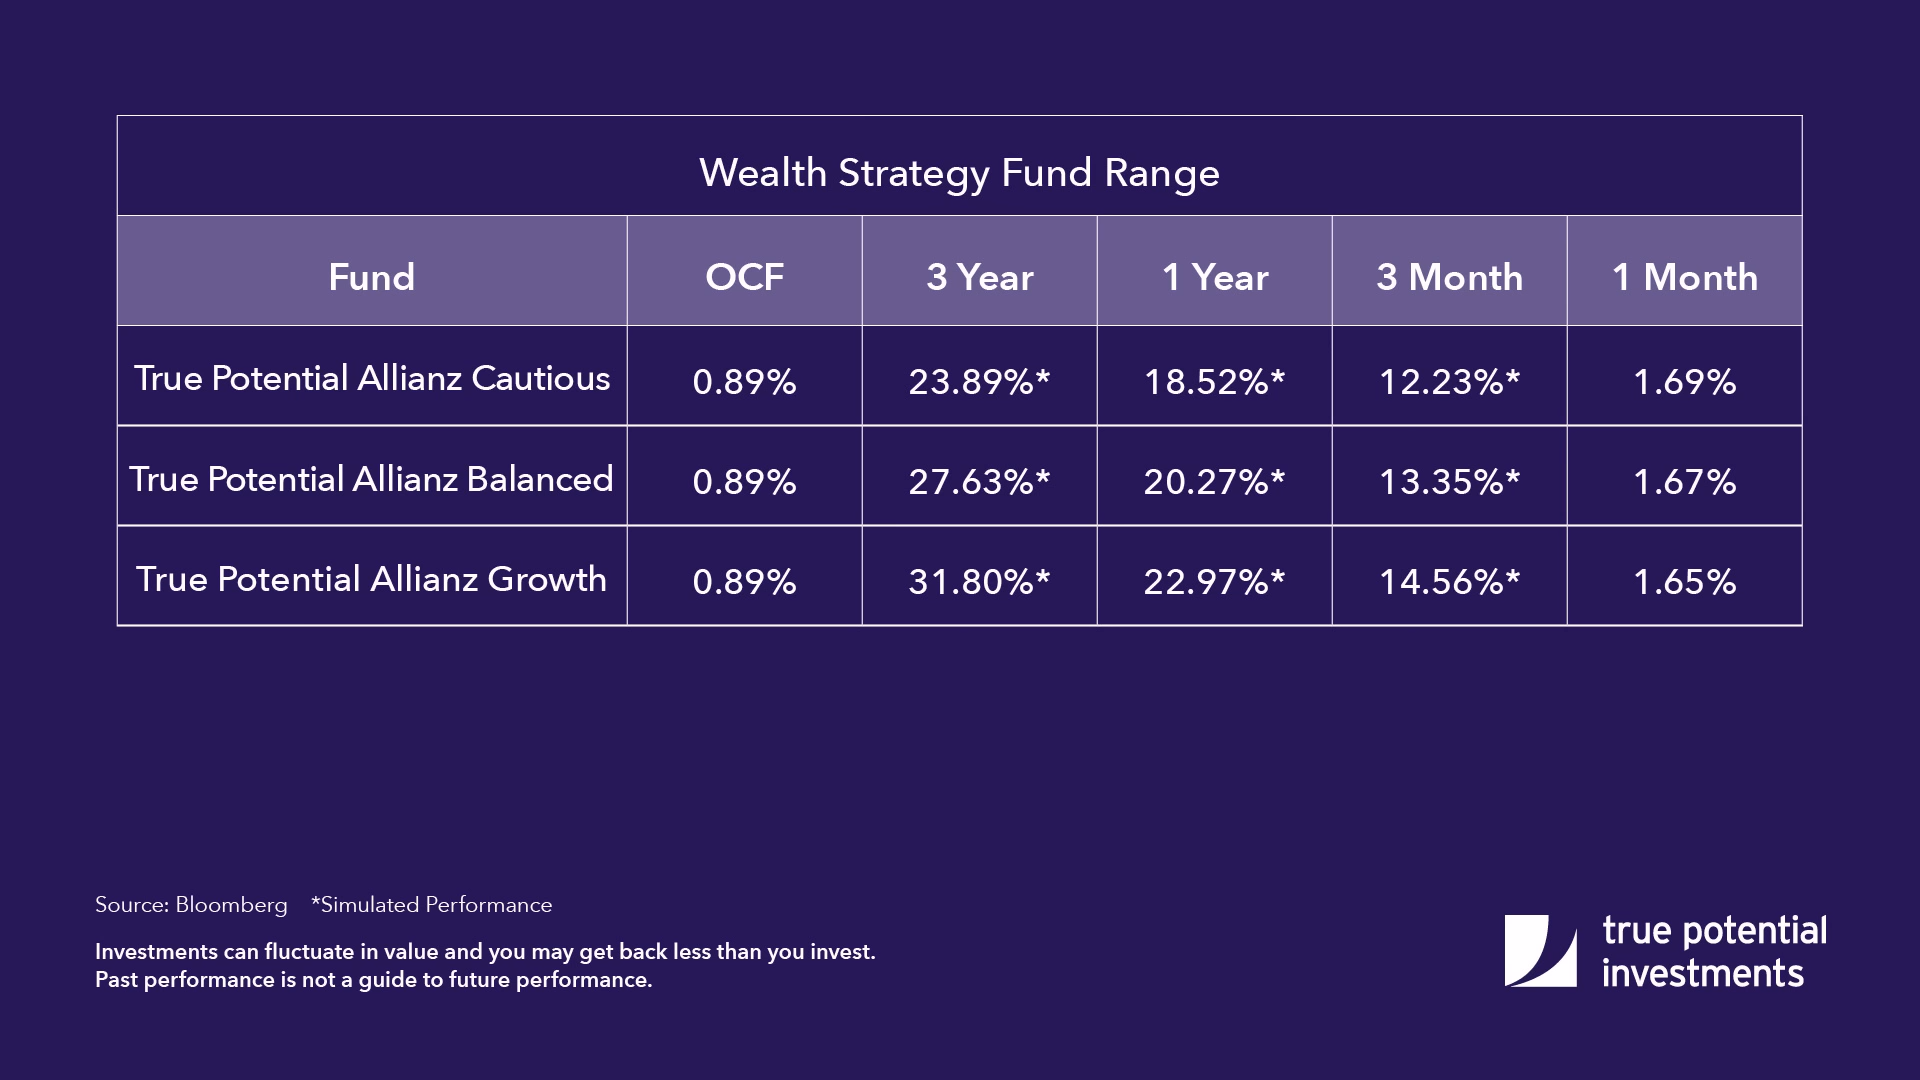 Wealth Strategy Fund Range
Fund OCF 3 Year 1 Year 3 Month 1 Month
True Potential Allianz Cautious 0.89% 23.89%* 18.52%* 12.23%* 1.69%
True Potential Allianz Balanced 0.89% 27.63%* 20.27%* 13.35%* 1.67%
True Potential Allianz Growth 0.89% 31.80%* 22.97%* 14.56%* 1.65%
Source: Bloomberg *Simulated Performance
Investments can fluctuate in value and you may get back less than you invest.
Past performance is not a guide to future performance.
true potential
investments